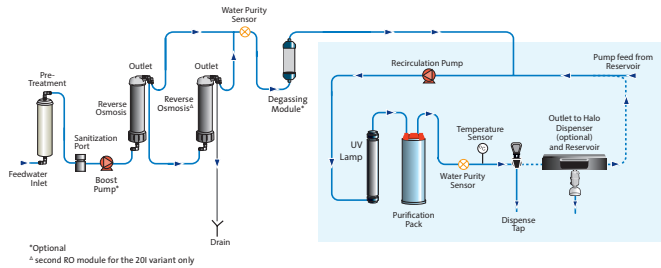 Water Purity
Sensor
Pre-
Treatment
Outlet
Outlet
Reverse
Osmosis
Reverse
Osmosis∆
Degassing
Module*
Sanitization
Port
Boost
Pump*
Feedwater
Inlet
Drain
Recirculation Pump
Pump feed from
Reservoir
UV
Lamp
Purification
Pack
Temperature
Sensor
°C
Water Purity
Sensor
Outlet to Halo
Dispenser
(optional)
and Reservoir
Dispense
Tap
*Optional
∆ second RO module for the 20I variant only